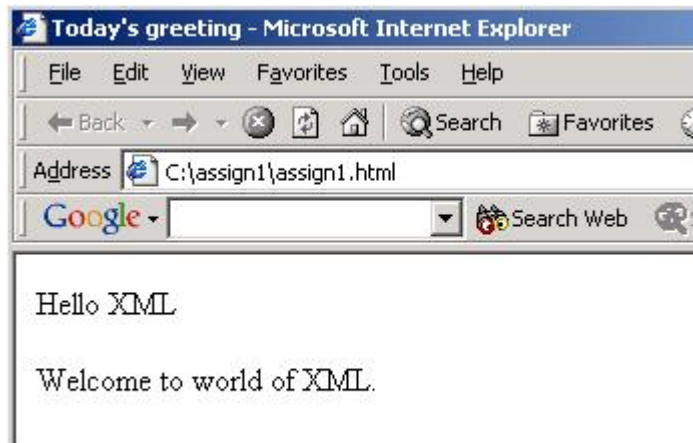 Today's greeting - Microsoft Internet Explorer
File Edit View Favorites Tools Help
Back Search Favorites
Address C:\assign1\assign1.html
Google Search Web
Hello XML
Welcome to world of XML.